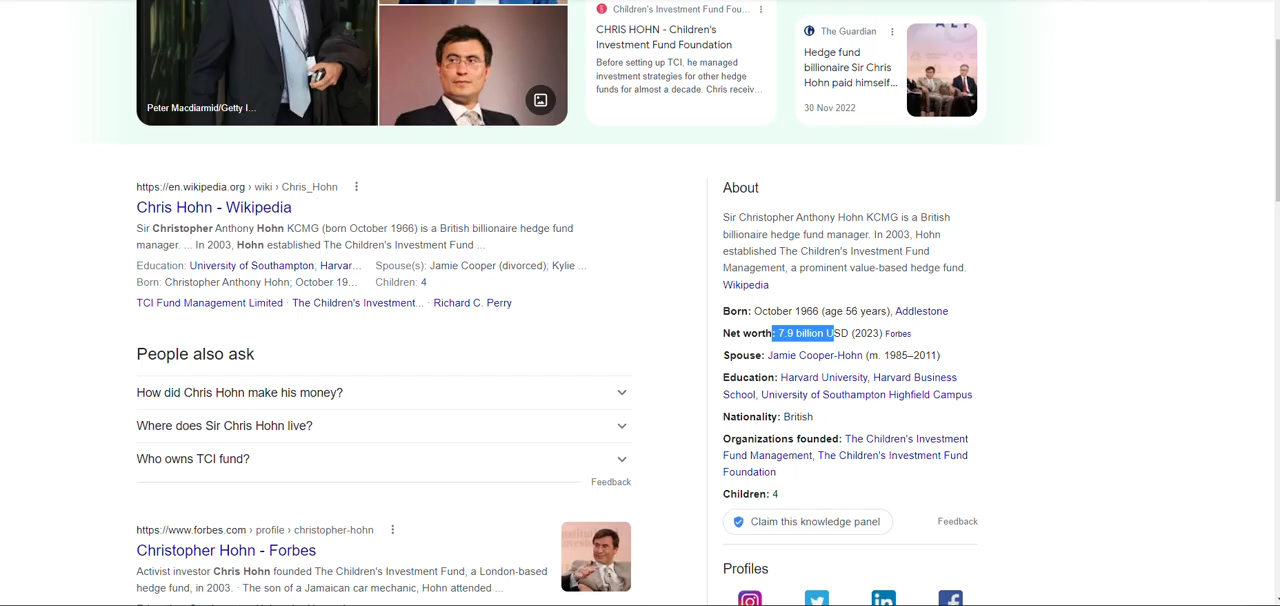 Peter Macdiarmid/Getty I...
Children's Investment Fund Fou...
CHRIS HOHN - Children's
Investment Fund Foundation
Before setting up TCI, he managed
investment strategies for other hedge
funds for almost a decade. Chris receiv...
The Guardian
Hedge fund
billionaire Sir Chris
Hohn paid himself...
30 Nov 2022
https://en.wikipedia.org › wiki › Chris_Hohn
Chris Hohn - Wikipedia
Sir Christopher Anthony Hohn KCMG (born October 1966) is a British billionaire hedge fund
manager. ... In 2003, Hohn established The Children's Investment Fund ...
Education: University of Southampton, Harvar... Spouse(s): Jamie Cooper (divorced); Kylie ...
Born: Christopher Anthony Hohn; October 19... Children: 4
TCI Fund Management Limited · The Children's Investment... · Richard C. Perry
People also ask
How did Chris Hohn make his money?
Where does Sir Chris Hohn live?
Who owns TCI fund?
Feedback
https://www.forbes.com › profile › christopher-hohn
Christopher Hohn - Forbes
Activist investor Chris Hohn founded The Children's Investment Fund, a London-based
hedge fund, in 2003. · The son of a Jamaican car mechanic, Hohn attended ...
About
Sir Christopher Anthony Hohn KCMG is a British
billionaire hedge fund manager. In 2003, Hohn
established The Children's Investment Fund
Management, a prominent value-based hedge fund.
Wikipedia
Born: October 1966 (age 56 years), Addlestone
Net worth: 7.9 billion USD (2023) Forbes
Spouse: Jamie Cooper-Hohn (m. 1985–2011)
Education: Harvard University, Harvard Business
School, University of Southampton Highfield Campus
Nationality: British
Organizations founded: The Children's Investment
Fund Management, The Children's Investment Fund
Foundation
Children: 4
Claim this knowledge panel
Feedback
Profiles